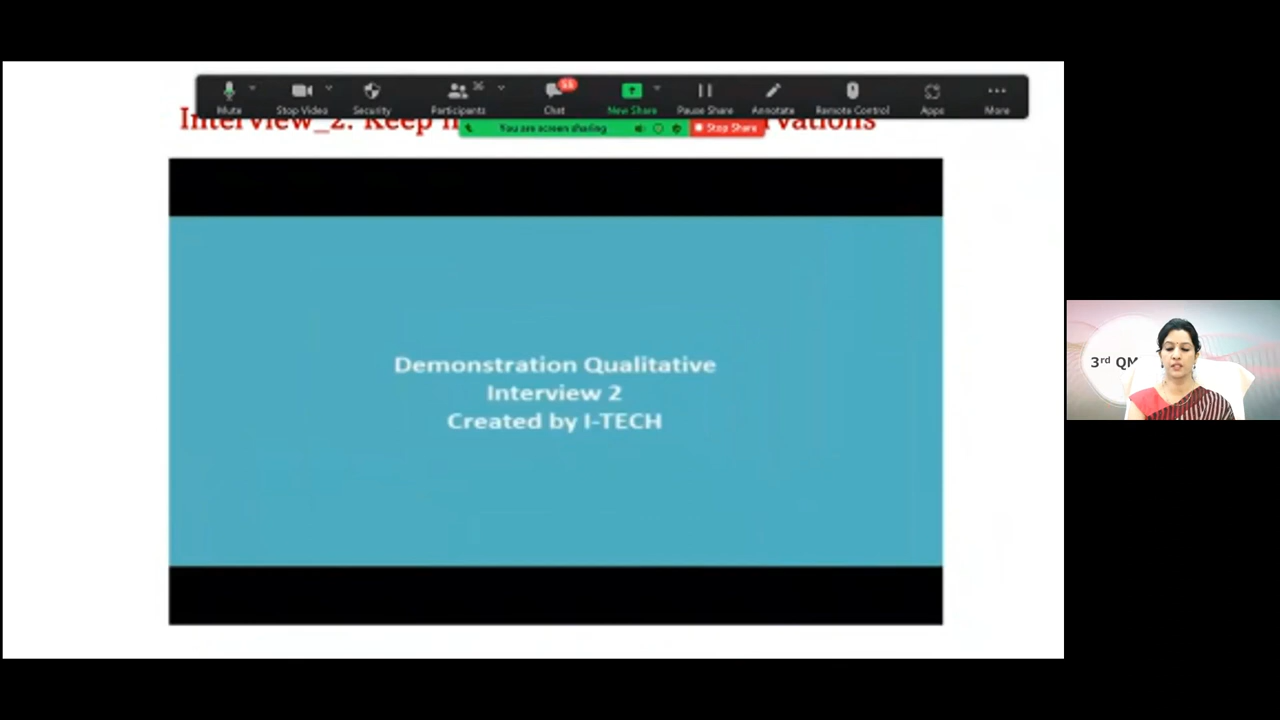 Mute
Stop Video
Security
Participants
36
Chat
New Share
Pause Share
Annotate
Remote Control
Apps
More
Interview_2: Keep
You are screen sharing
Stop Share
Demonstration Qualitative
Interview 2
Created by I-TECH
3rd QM